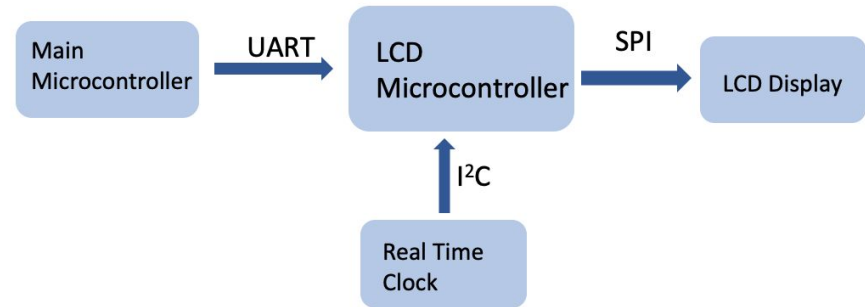 Main
Microcontroller
UART
LCD
Microcontroller
SPI
LCD Display
I²C
Real Time
Clock